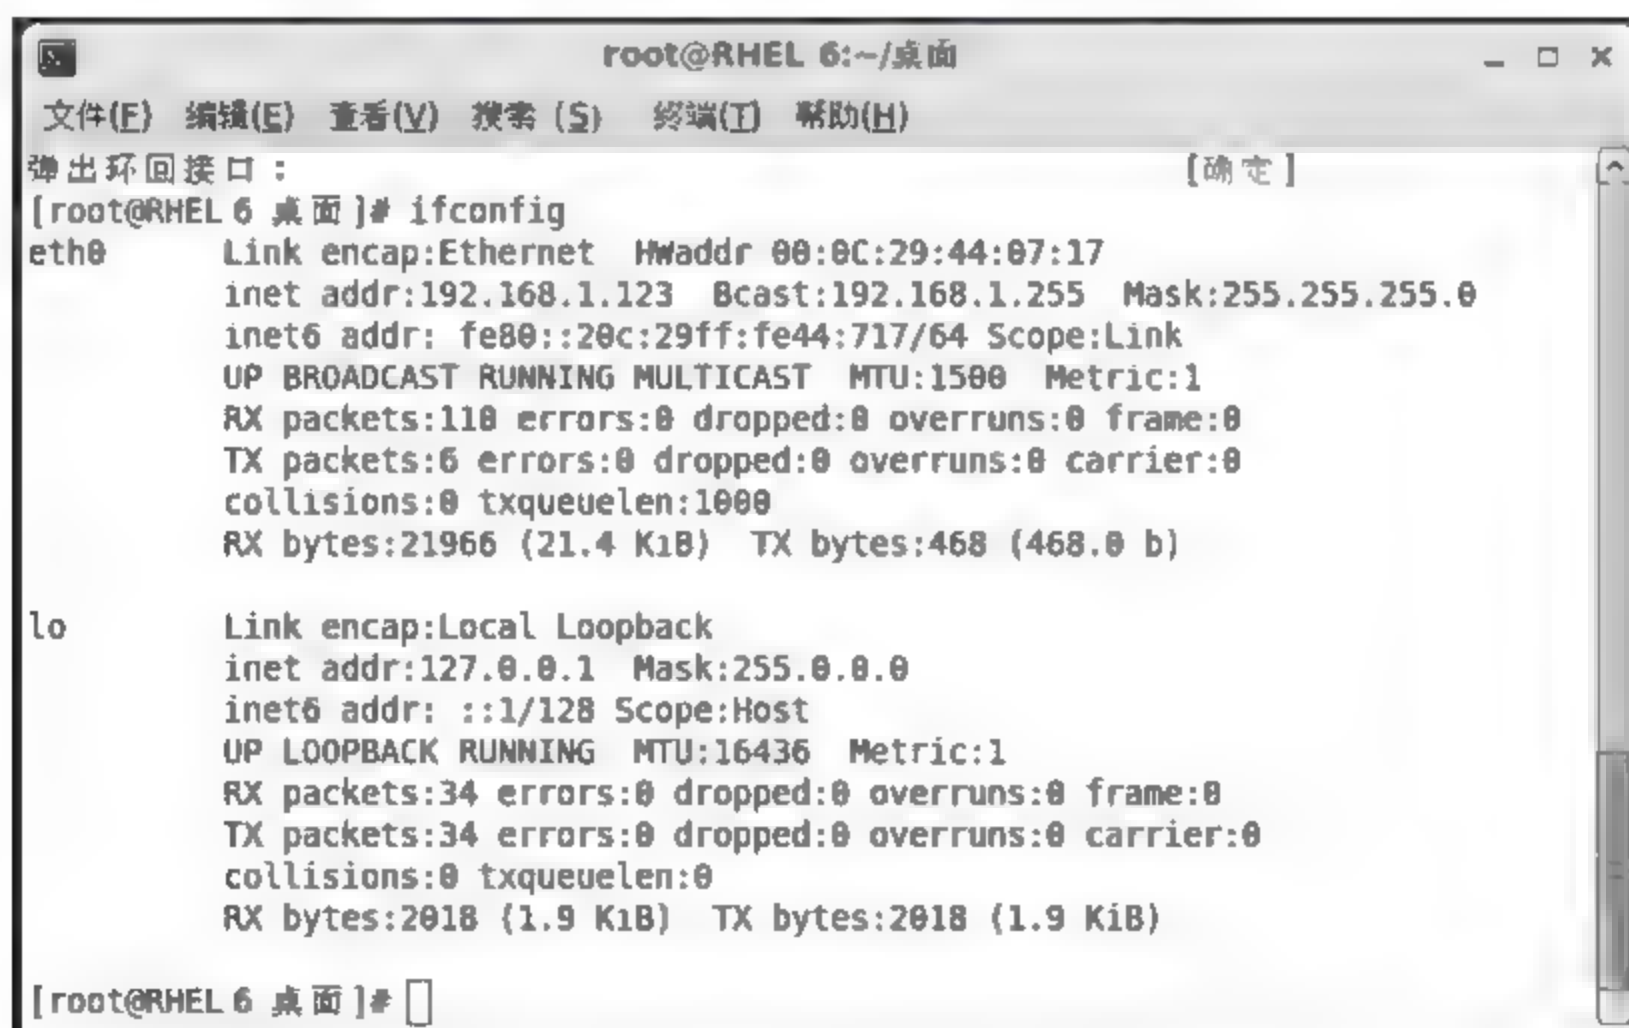 root@RHEL 6:~/桌面
文件(F) 编辑(E) 查看(V) 搜索 (S) 终端(T) 帮助(H)
弹出环回接口： [确定]
[root@RHEL 6 桌面]# ifconfig
eth0 Link encap:Ethernet HWaddr 00:0C:29:44:07:17
inet addr:192.168.1.123 Bcast:192.168.1.255 Mask:255.255.255.0
inet6 addr: fe80::20c:29ff:fe44:717/64 Scope:Link
UP BROADCAST RUNNING MULTICAST MTU:1500 Metric:1
RX packets:110 errors:0 dropped:0 overruns:0 frame:0
TX packets:6 errors:0 dropped:0 overruns:0 carrier:0
collisions:0 txqueuelen:1000
RX bytes:21966 (21.4 KiB) TX bytes:468 (468.0 b)
lo Link encap:Local Loopback
inet addr:127.0.0.1 Mask:255.0.0.0
inet6 addr: ::1/128 Scope:Host
UP LOOPBACK RUNNING MTU:16436 Metric:1
RX packets:34 errors:0 dropped:0 overruns:0 frame:0
TX packets:34 errors:0 dropped:0 overruns:0 carrier:0
collisions:0 txqueuelen:0
RX bytes:2018 (1.9 KiB) TX bytes:2018 (1.9 KiB)
[root@RHEL 6 桌面]#